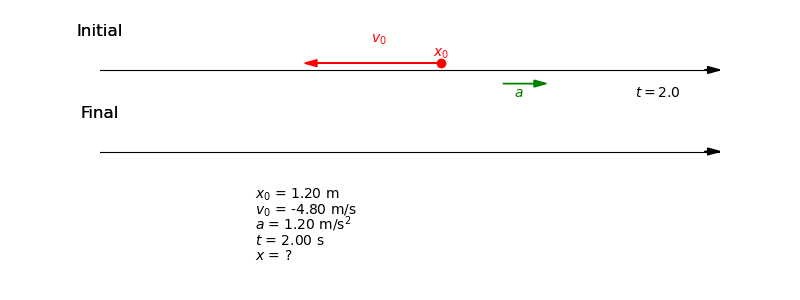 Initial
v₀
x₀
a
t = 2.0
Final
x₀ = 1.20 m
v₀ = -4.80 m/s
a = 1.20 m/s²
t = 2.00 s
x = ?